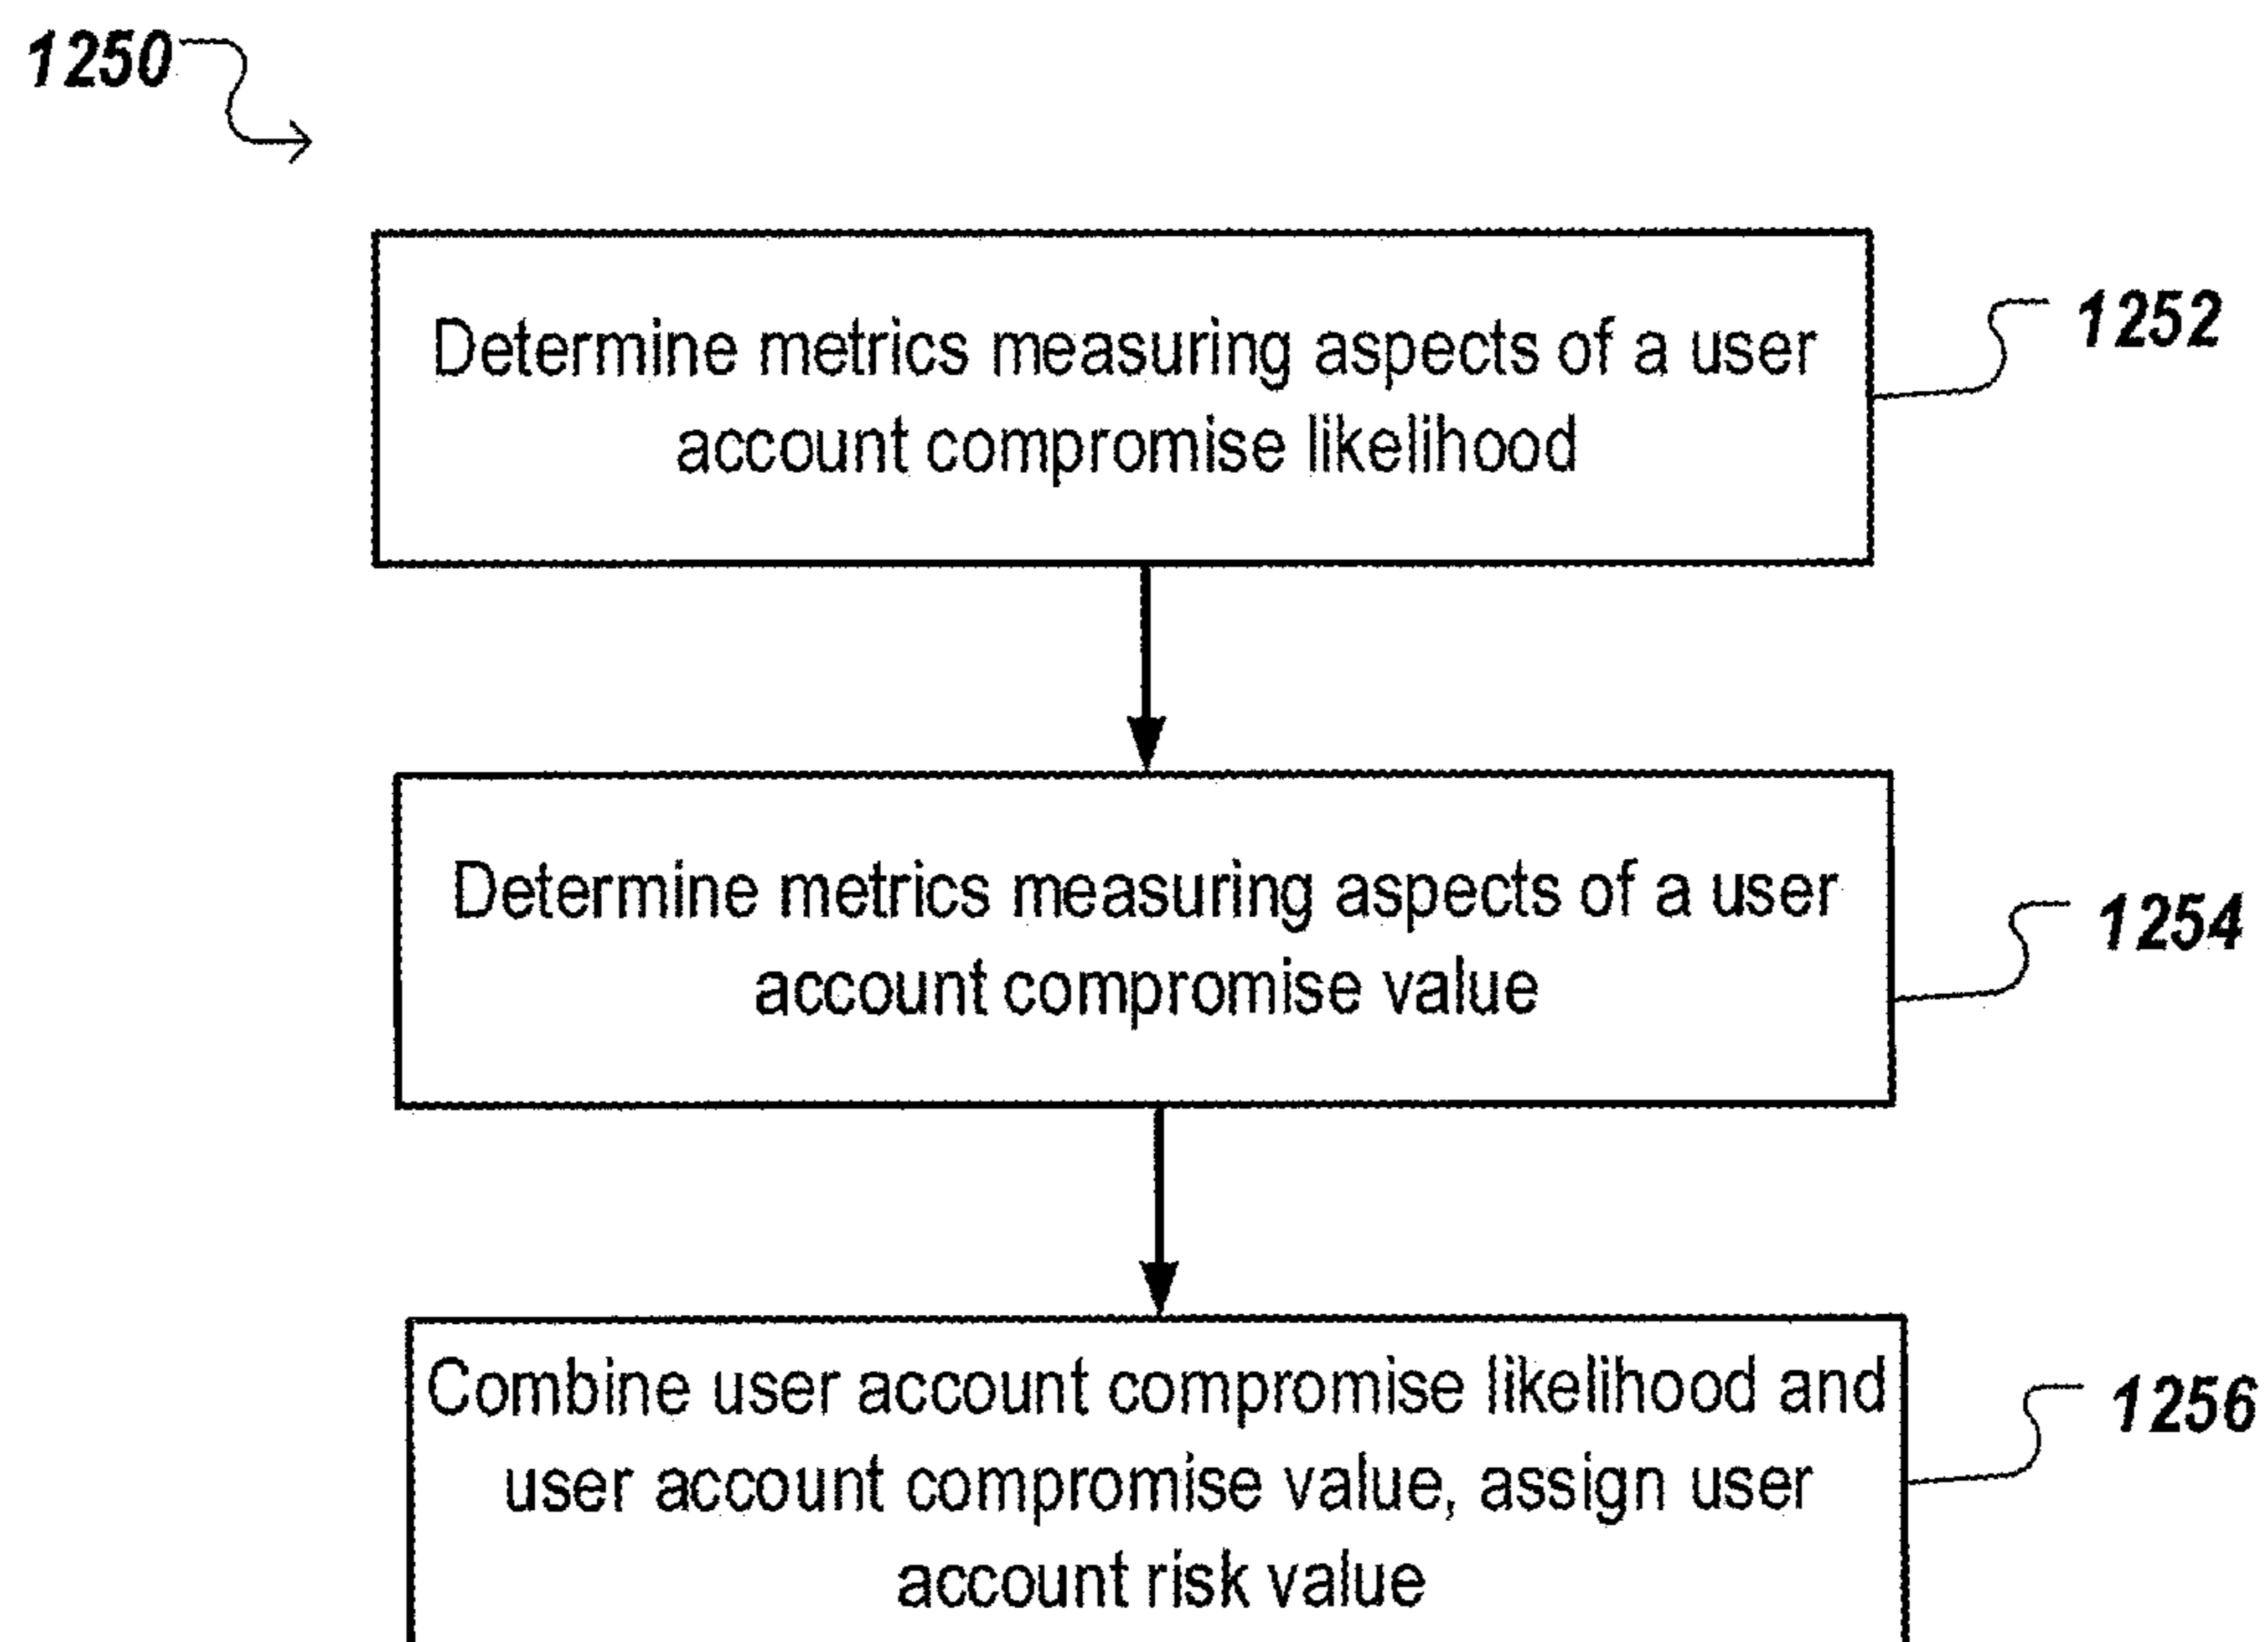 1250
Determine metrics measuring aspects of a user
account compromise likelihood
1252
Determine metrics measuring aspects of a user
account compromise value
1254
Combine user account compromise likelihood and
user account compromise value, assign user
account risk value
1256